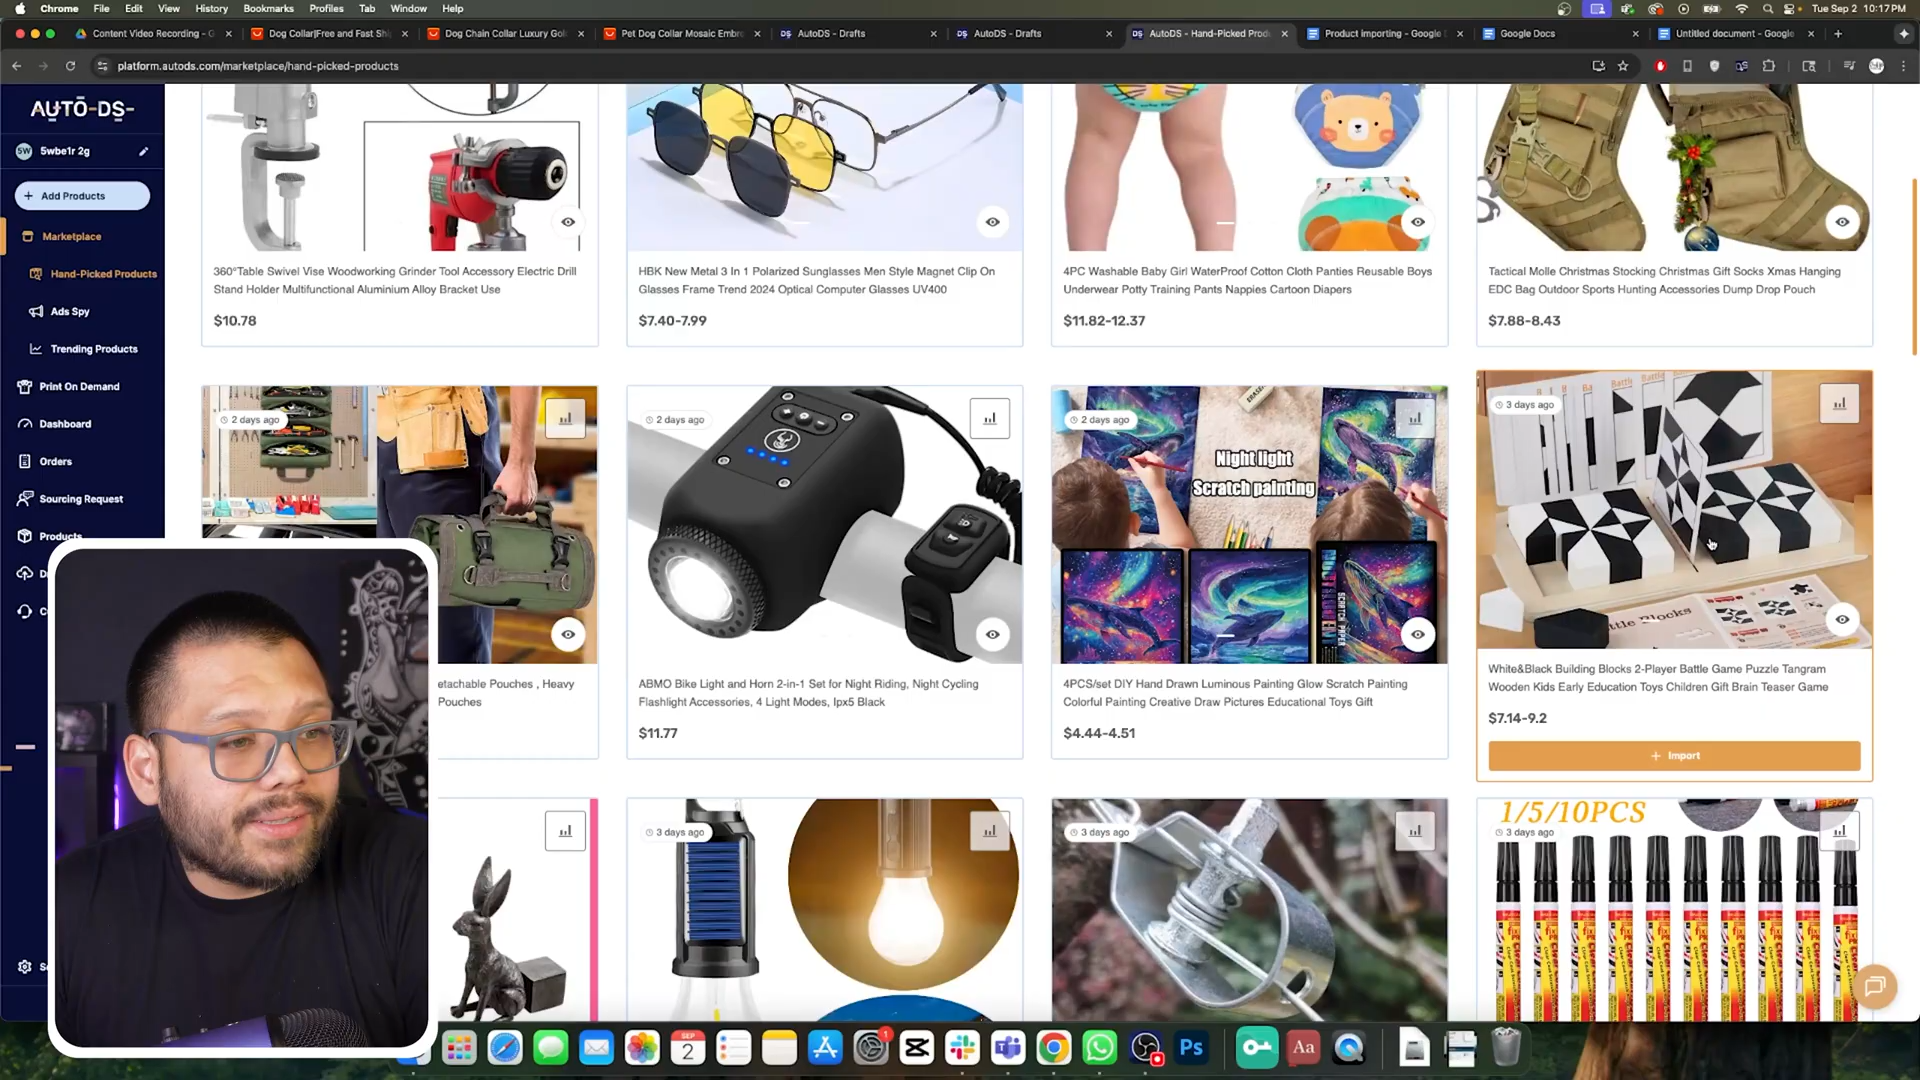 Chrome File Edit View History Bookmarks Profiles Tab Window Help
Tue Sep 2 10:17 PM
Content Video Recording - G
Dog Collar|Free and Fast Shi
Dog Chain Collar Luxury Gol
Pet Dog Collar Mosaic Embre
AutoDS - Drafts
AutoDS - Drafts
AutoDS - Hand-Picked Prod
Product importing - Google D
Google Docs
Untitled document - Google
platform.autods.com/marketplace/hand-picked-products
AUTO-DS-
5W 5wbe1r 2g
+ Add Products
Marketplace
Hand-Picked Products
Ads Spy
Trending Products
Print On Demand
Dashboard
Orders
Sourcing Request
Products
360°Table Swivel Vise Woodworking Grinder Tool Accessory Electric Drill
Stand Holder Multifunctional Aluminium Alloy Bracket Use
$10.78
HBK New Metal 3 In 1 Polarized Sunglasses Men Style Magnet Clip On
Glasses Frame Trend 2024 Optical Computer Glasses UV400
$7.40-7.99
4PC Washable Baby Girl WaterProof Cotton Cloth Panties Reusable Boys
Underwear Potty Training Pants Nappies Cartoon Diapers
$11.82-12.37
Tactical Molle Christmas Stocking Christmas Gift Socks Xmas Hanging
EDC Bag Outdoor Sports Hunting Accessories Dump Drop Pouch
$7.88-8.43
2 days ago
etachable Pouches , Heavy
Pouches
2 days ago
ABMO Bike Light and Horn 2-in-1 Set for Night Riding, Night Cycling
Flashlight Accessories, 4 Light Modes, Ipx5 Black
$11.77
2 days ago
Night light
Scratch painting
4PCS/set DIY Hand Drawn Luminous Painting Glow Scratch Painting
Colorful Painting Creative Draw Pictures Educational Toys Gift
$4.44-4.51
3 days ago
White&Black Building Blocks 2-Player Battle Game Puzzle Tangram
Wooden Kids Early Education Toys Children Gift Brain Teaser Game
$7.14-9.2
+ Import
3 days ago
3 days ago
1/5/10PCS
3 days ago
SEP
2
1
Ps
Aa